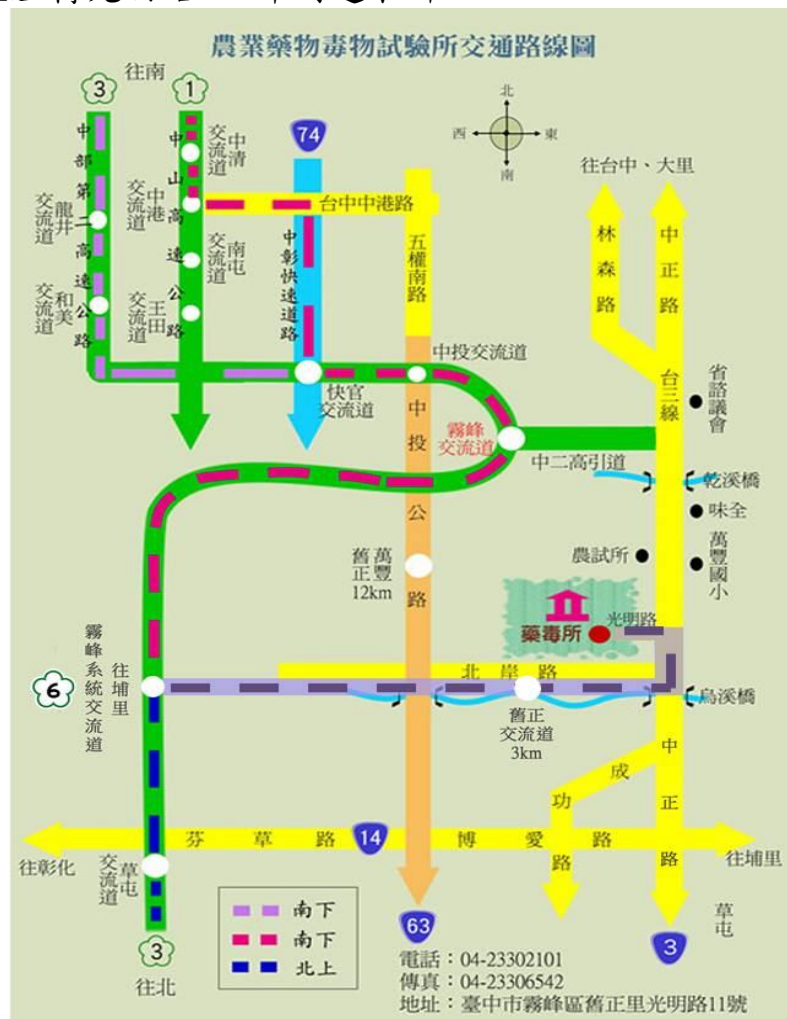 農業藥物毒物試驗所交通路線圖
往南
3
1
74
北
西
東
南
往台中、大里
中部第二高速公路
中山高速公路
中清交流道
中港交流道
台中中港路
龍井交流道
南屯交流道
和美交流道
王田交流道
中彰快速道路
五權南路
林森路
中正路
台三線
中投交流道
快官交流道
霧峰交流道
中二高引道
省諮議會
乾溪橋
味全
萬豐國小
農試所
中投公路
舊正 萬豐
12km
光明路
藥毒所
霧峰系統交流道
往埔里
6
北岸路
舊正交流道
3km
烏溪橋
成功路
中正路
芬草路
14
博愛路
往彰化
往埔里
草屯交流道
草屯
南下
南下
北上
63
3
3
往北
電話：04-23302101
傳真：04-23306542
地址：臺中市霧峰區舊正里光明路11號